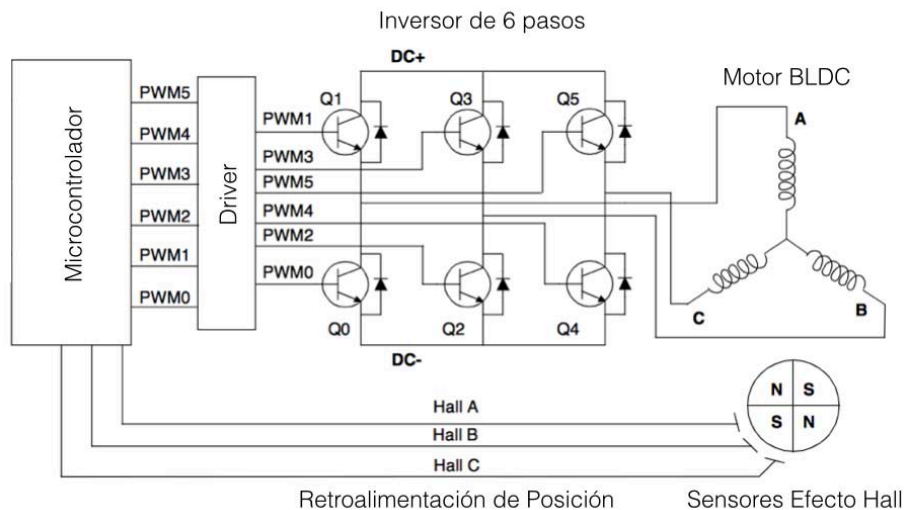 Inversor de 6 pasos
DC+
Motor BLDC
Microcontrolador
PWM5
PWM4
PWM3
PWM2
PWM1
PWM0
Driver
PWM1
PWM3
PWM5
PWM4
PWM2
PWM0
Q1
Q3
Q5
Q0
Q2
Q4
DC-
A
C
B
N S
S N
Hall A
Hall B
Hall C
Retroalimentación de Posición
Sensores Efecto Hall